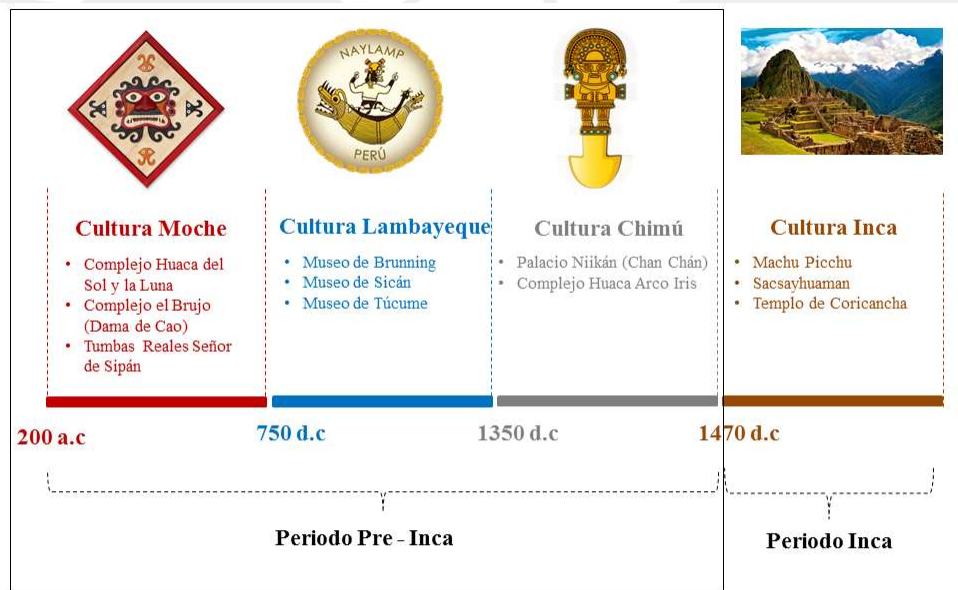 NAYLAMP
PERÚ
Cultura Moche
• Complejo Huaca del
Sol y la Luna
• Complejo el Brujo
(Dama de Cao)
• Tumbas Reales Señor
de Sipán
Cultura Lambayeque
• Museo de Brunning
• Museo de Sicán
• Museo de Túcume
Cultura Chimú
• Palacio Niikán (Chan Chán)
• Complejo Huaca Arco Iris
Cultura Inca
• Machu Picchu
• Sacsayhuaman
• Templo de Coricancha
200 a.c
750 d.c
1350 d.c
1470 d.c
Periodo Pre - Inca
Periodo Inca